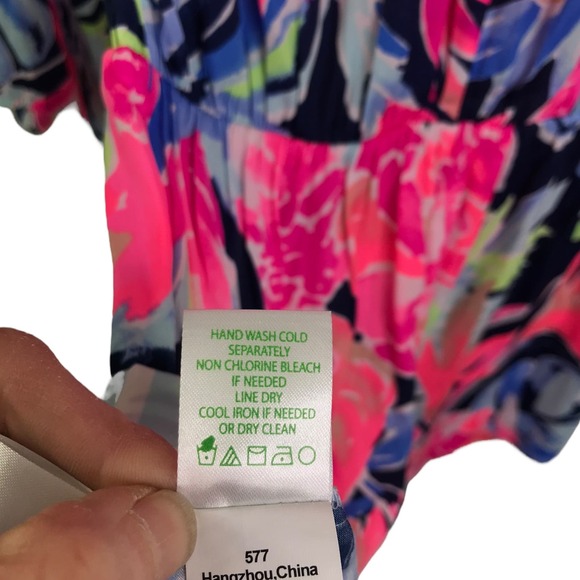 HAND WASH COLD
SEPARATELY
NON CHLORINE BLEACH
IF NEEDED
LINE DRY
COOL IRON IF NEEDED
OR DRY CLEAN
577
Hangzhou,China